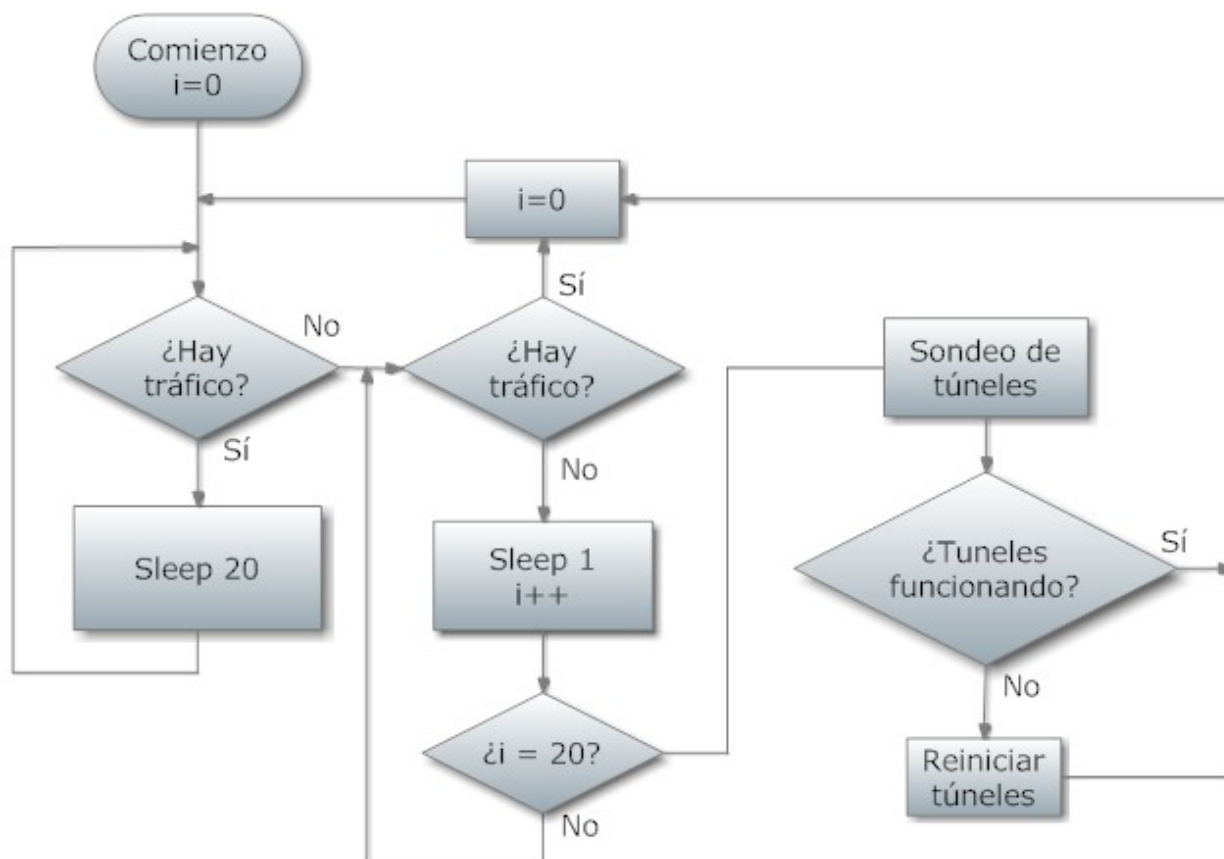 Comienzo
i=0
i=0
Sí
No
¿Hay
tráfico?
¿Hay
tráfico?
Sondeo de
túneles
Sí
No
Sleep 20
Sleep 1
i++
¿Tuneles
funcionando?
Sí
No
¿i = 20?
No
Reiniciar
túneles